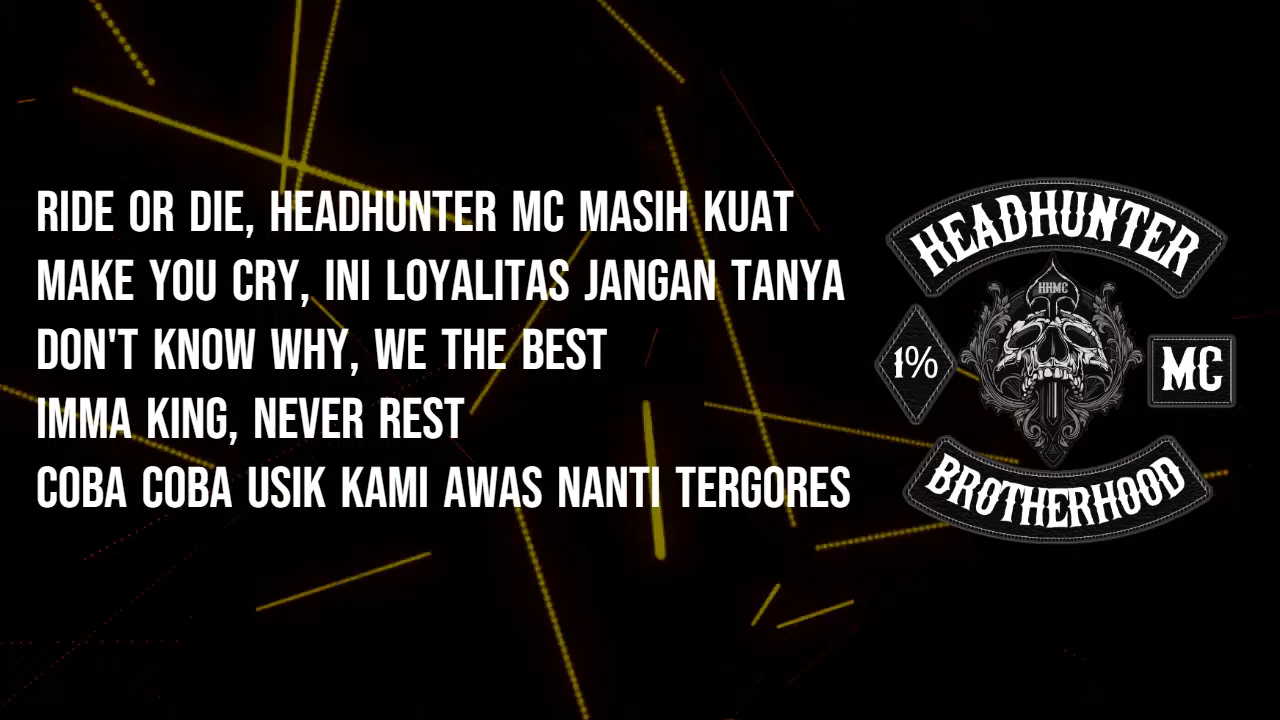 RIDE OR DIE, HEADHUNTER MC MASIH KUAT
MAKE YOU CRY, INI LOYALITAS JANGAN TANYA
DON'T KNOW WHY, WE THE BEST
IMMA KING, NEVER REST
COBA COBA USIK KAMI AWAS NANTI TERGORES
HEADHUNTER
HHMC
1%
MC
BROTHERHOOD